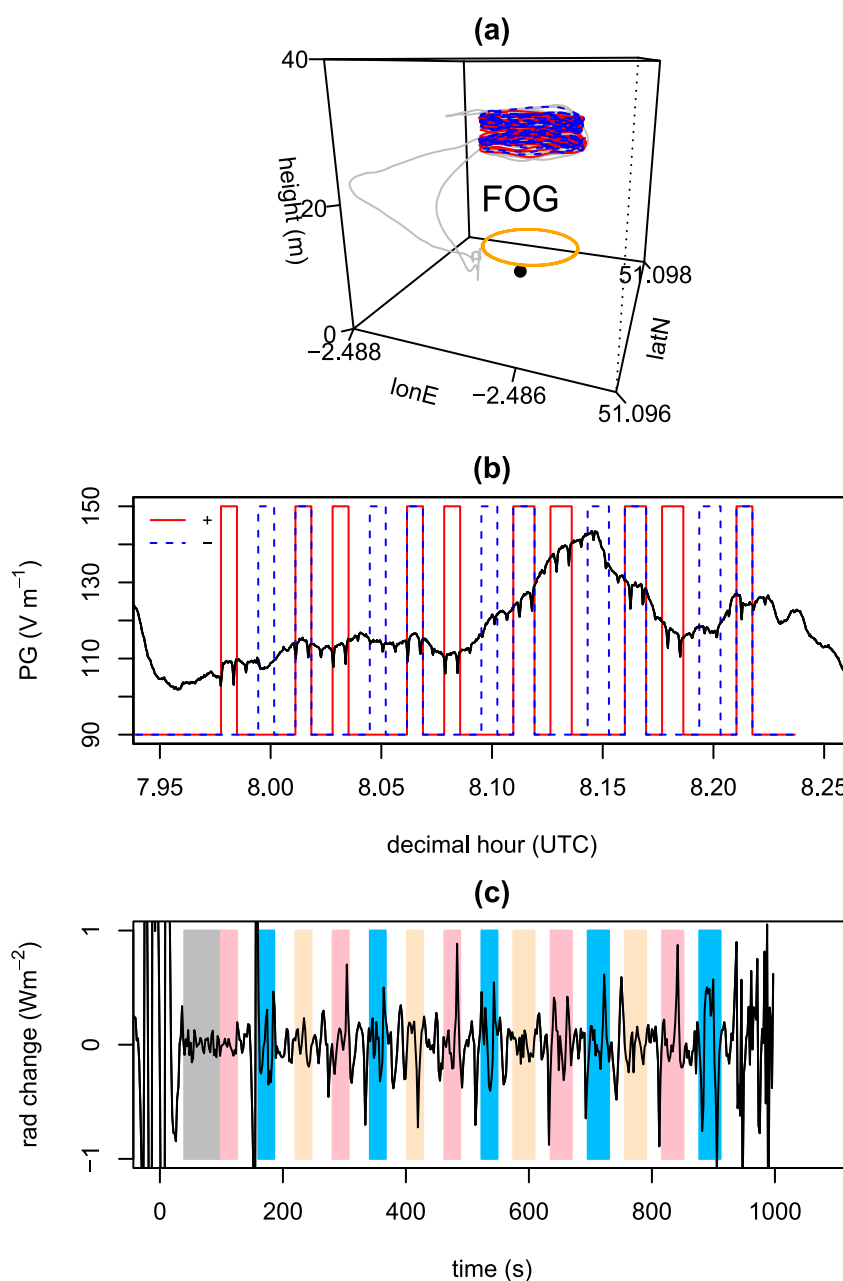 (a)
40
height (m)
20
FOG
0
−2.488
lonE
−2.486
51.096
latN
51.098
(b)
PG (V m−1)
150
130
110
90
+
−
7.95 8.00 8.05 8.10 8.15 8.20 8.25
decimal hour (UTC)
(c)
rad change (Wm−2)
1
0
−1
0 200 400 600 800 1000
time (s)